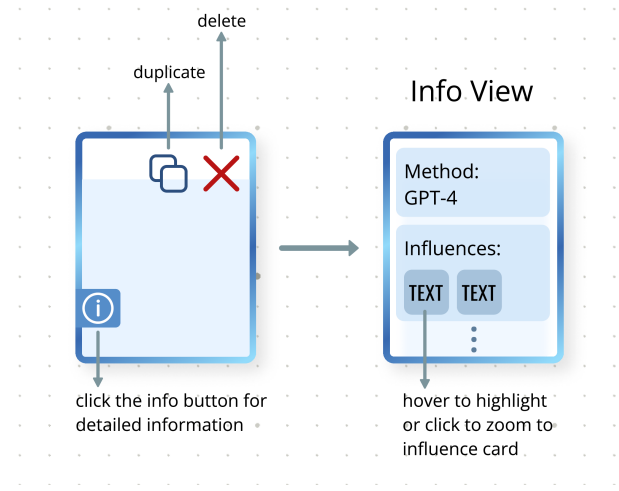 delete
duplicate
Info View
Method:
GPT-4
Influences:
TEXT TEXT
i
click the info button for
detailed information
hover to highlight
or click to zoom to
influence card